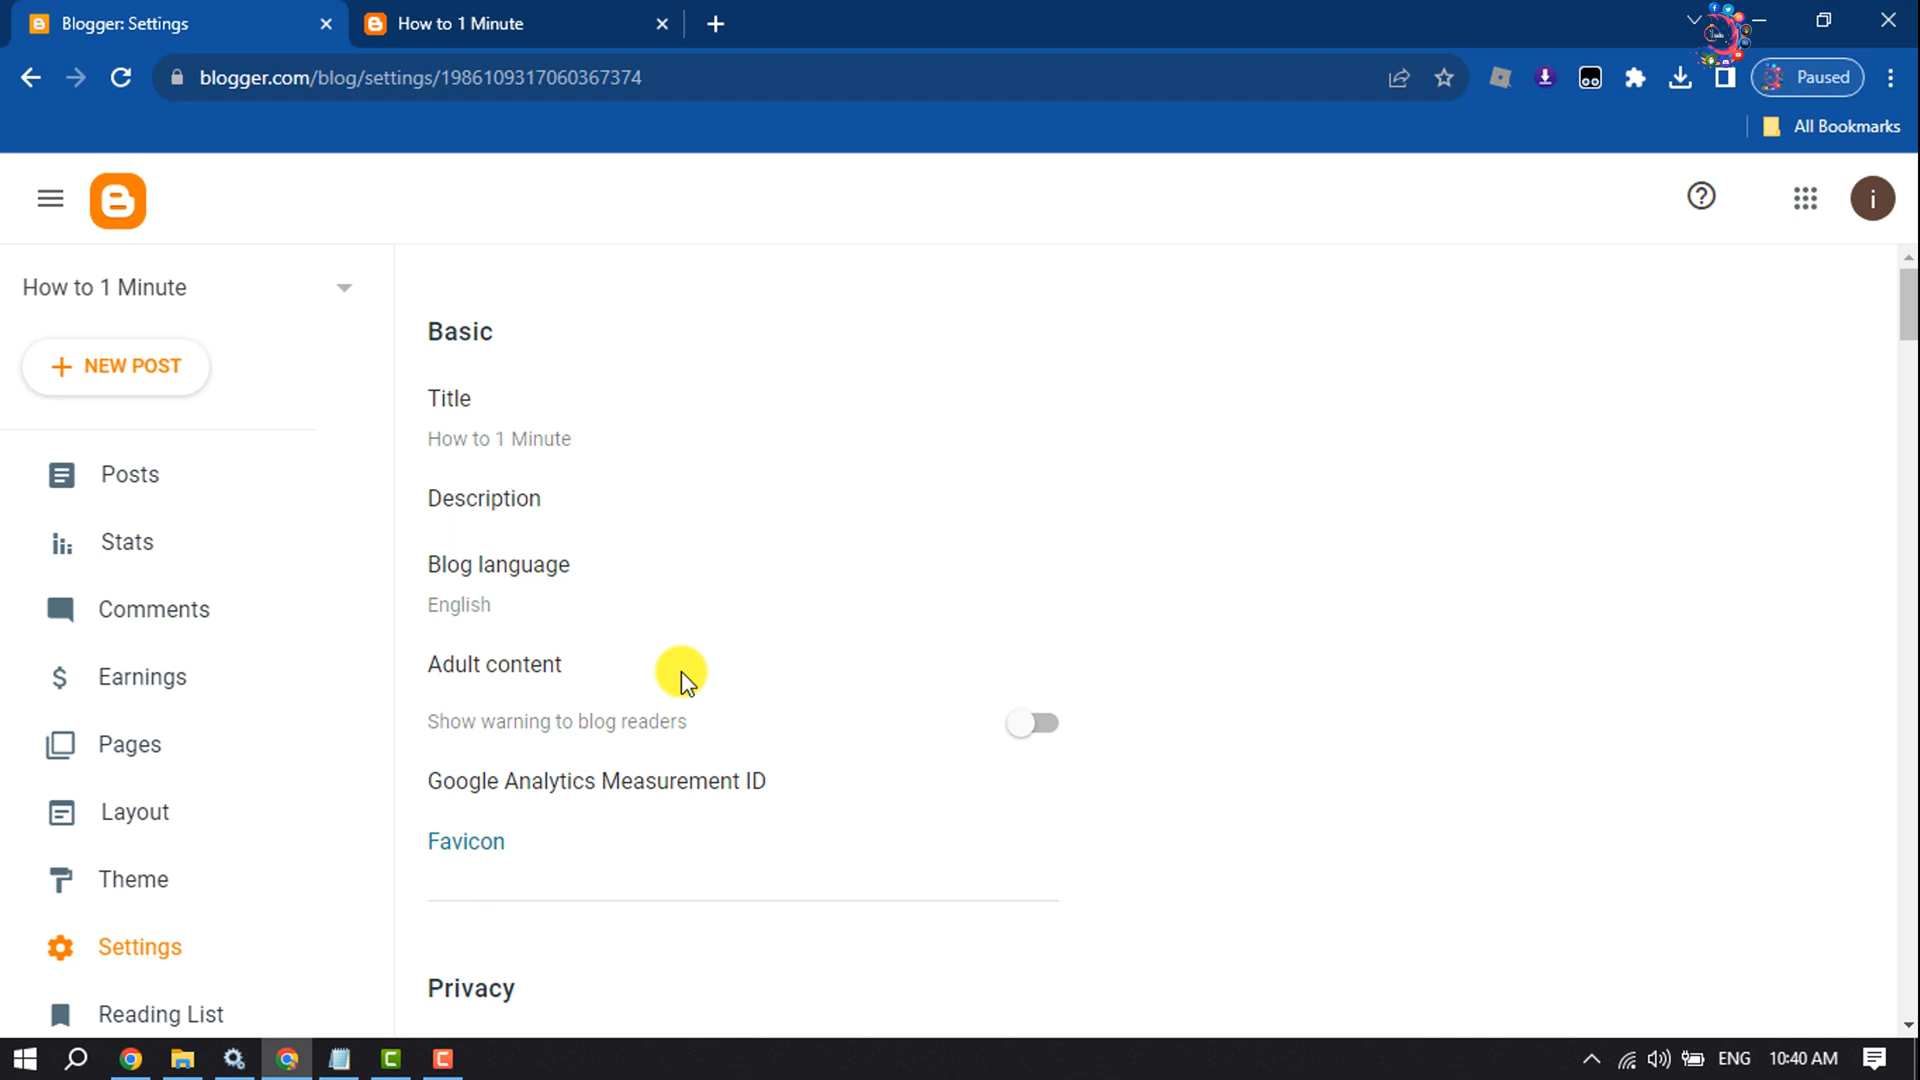 Blogger: Settings
How to 1 Minute
blogger.com/blog/settings/1986109317060367374
Paused
All Bookmarks
i
How to 1 Minute
NEW POST
Posts
Stats
Comments
Earnings
Pages
Layout
Theme
Settings
Reading List
Basic
Title
How to 1 Minute
Description
Blog language
English
Adult content
Show warning to blog readers
Google Analytics Measurement ID
Favicon
Privacy
ENG
10:40 AM